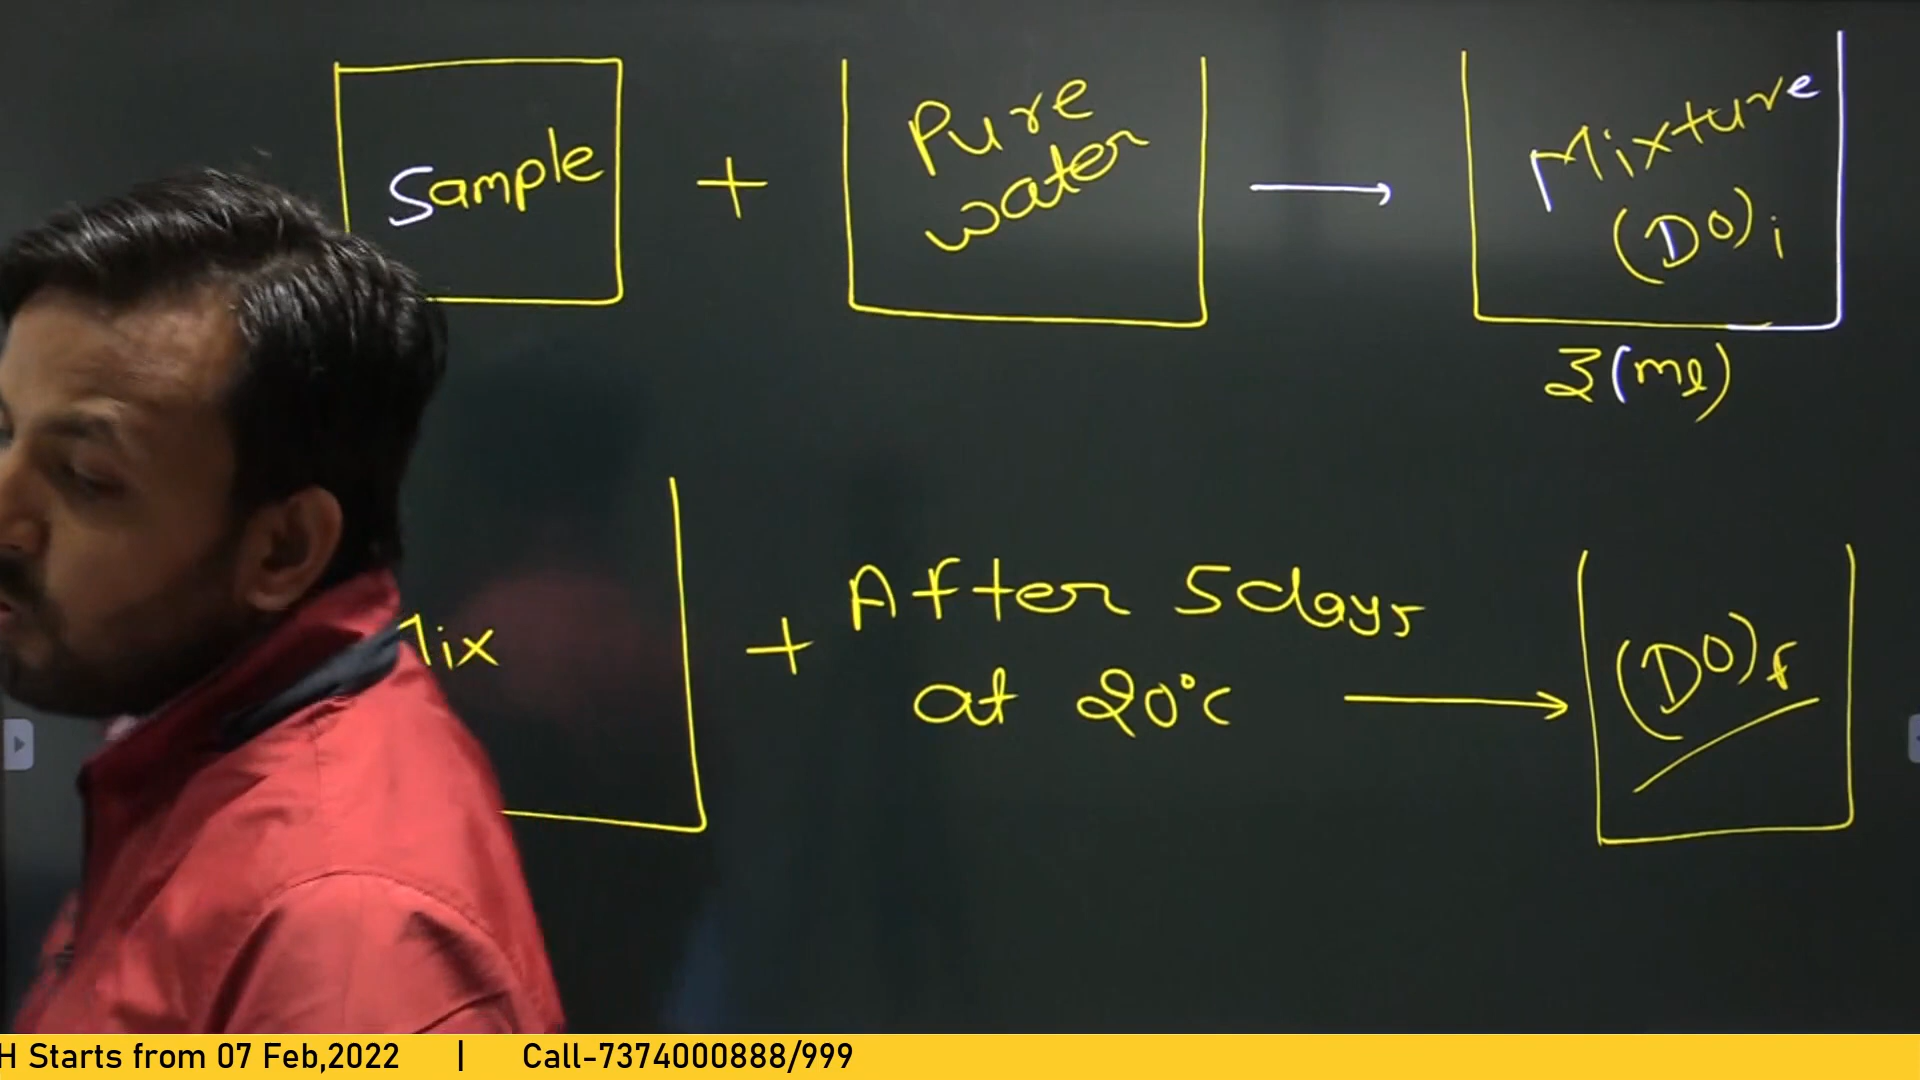 Sample + Pure water → Mixture (DO)i
3 (ml)
Mix + After 5days at 20°C → (DO)f
H Starts from 07 Feb,2022 | Call-7374000888/999